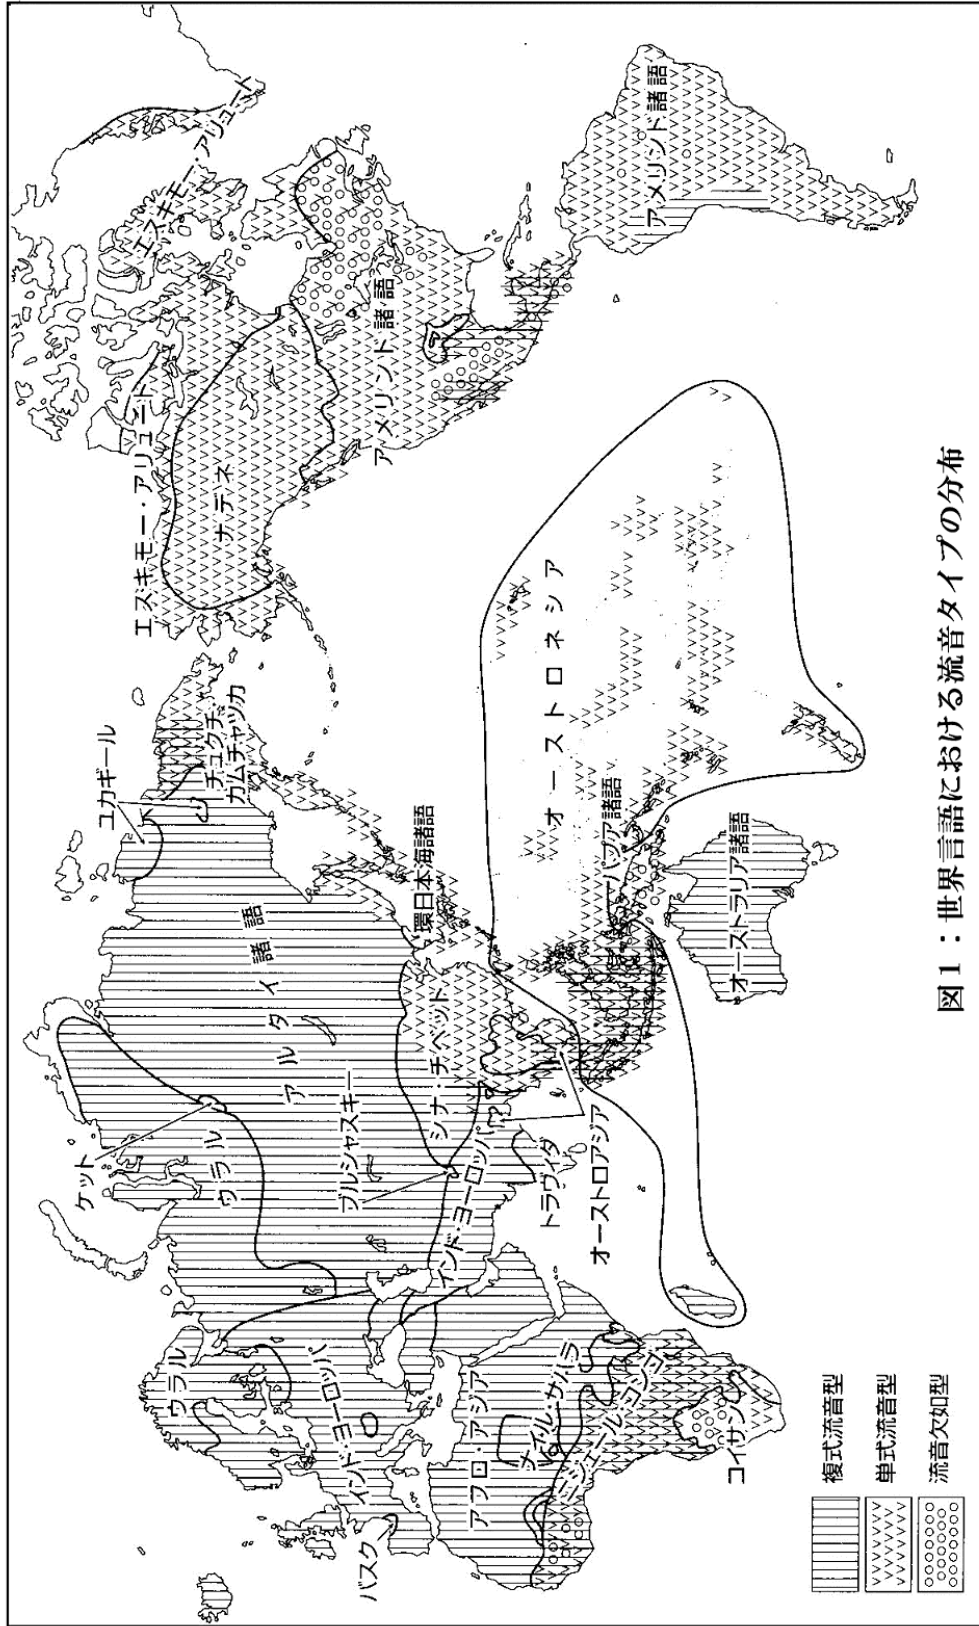 エスキモー・アリュート
エスキモー・アリュート
ナデネ
アメリンド諸語
アメリンド諸語
ユカギール
チュクチ
カムチャツカ
ケット
ウラル
ウラル
アルタイ諸語
環日本海諸語
ブルシャスキー
シナ・チベット
インド・ヨーロッパ
インド・ヨーロッパ
バスク
アフロ・アジア
ナイル・サハラ
ニジェール・コンゴ
コイサン
トラヴィダ
オーストロアジア
オーストロネシア
パプア諸語
オーストラリア諸語
複式流音型
単式流音型
流音欠如型
図1：世界言語における流音タイプの分布